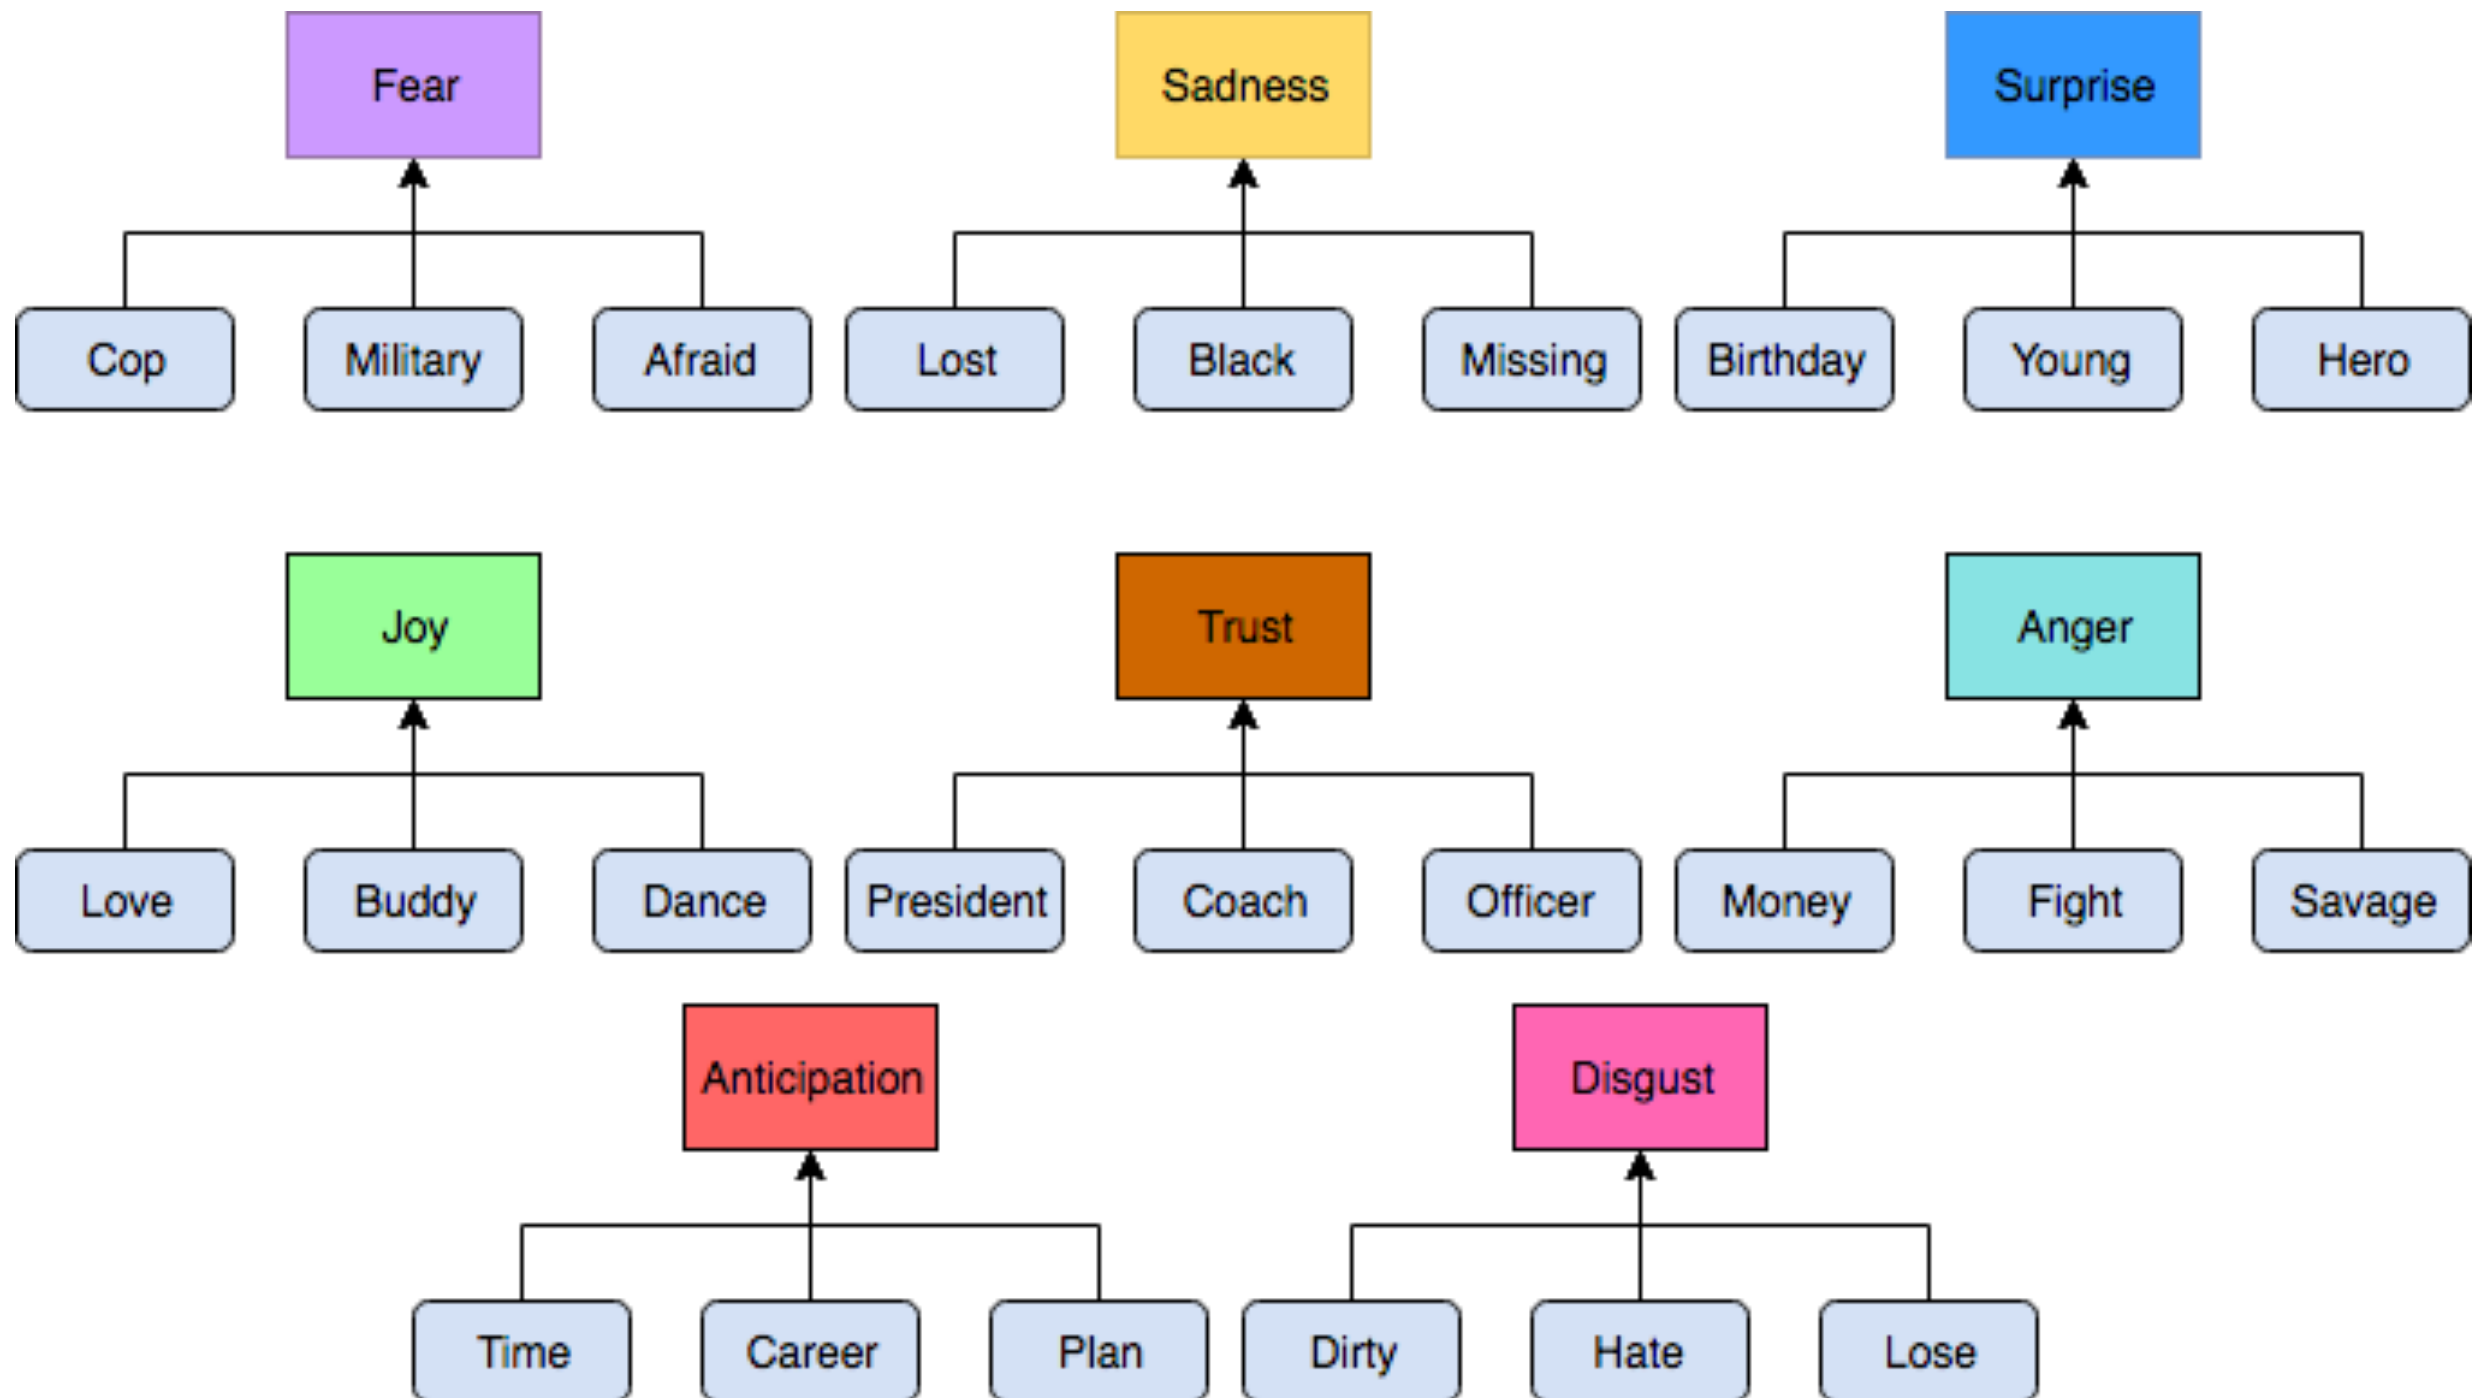 Fear
Sadness
Surprise
Cop
Military
Afraid
Lost
Black
Missing
Birthday
Young
Hero
Joy
Trust
Anger
Love
Buddy
Dance
President
Coach
Officer
Money
Fight
Savage
Anticipation
Disgust
Time
Career
Plan
Dirty
Hate
Lose